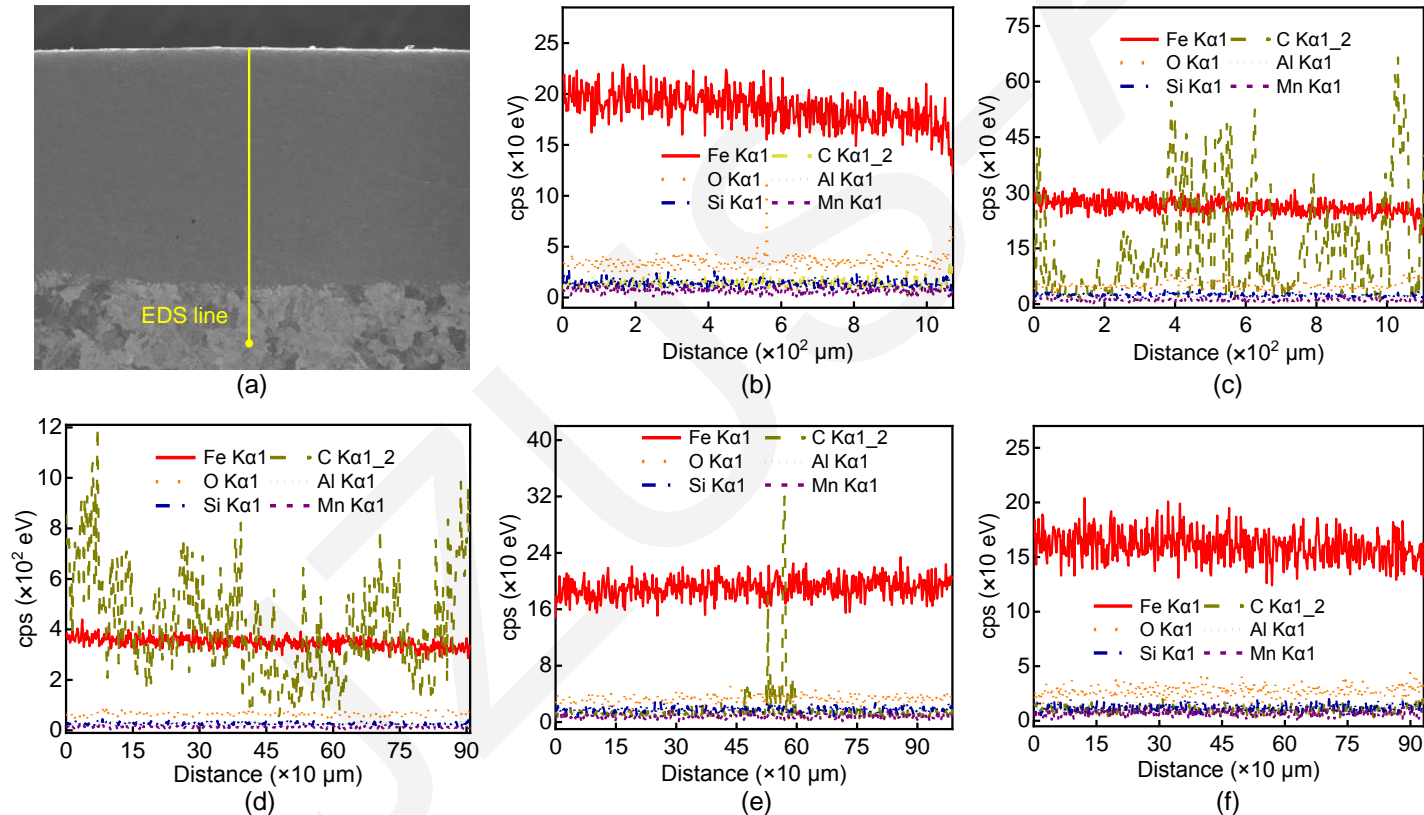 EDS line
(a)
25
20
15
10
5
0
cps (×10 eV)
Fe Kα1 C Kα1_2
O Kα1 Al Kα1
Si Kα1 Mn Kα1
0 2 4 6 8 10
Distance (×10² µm)
(b)
75
60
45
30
15
0
cps (×10 eV)
Fe Kα1 C Kα1_2
O Kα1 Al Kα1
Si Kα1 Mn Kα1
0 2 4 6 8 10
Distance (×10² µm)
(c)
12
10
8
6
4
2
0
cps (×10² eV)
Fe Kα1 C Kα1_2
O Kα1 Al Kα1
Si Kα1 Mn Kα1
0 15 30 45 60 75 90
Distance (×10 µm)
(d)
40
32
24
16
8
0
cps (×10 eV)
Fe Kα1 C Kα1_2
O Kα1 Al Kα1
Si Kα1 Mn Kα1
0 15 30 45 60 75 90
Distance (×10 µm)
(e)
25
20
15
10
5
0
cps (×10 eV)
Fe Kα1 C Kα1_2
O Kα1 Al Kα1
Si Kα1 Mn Kα1
0 15 30 45 60 75 90
Distance (×10 µm)
(f)